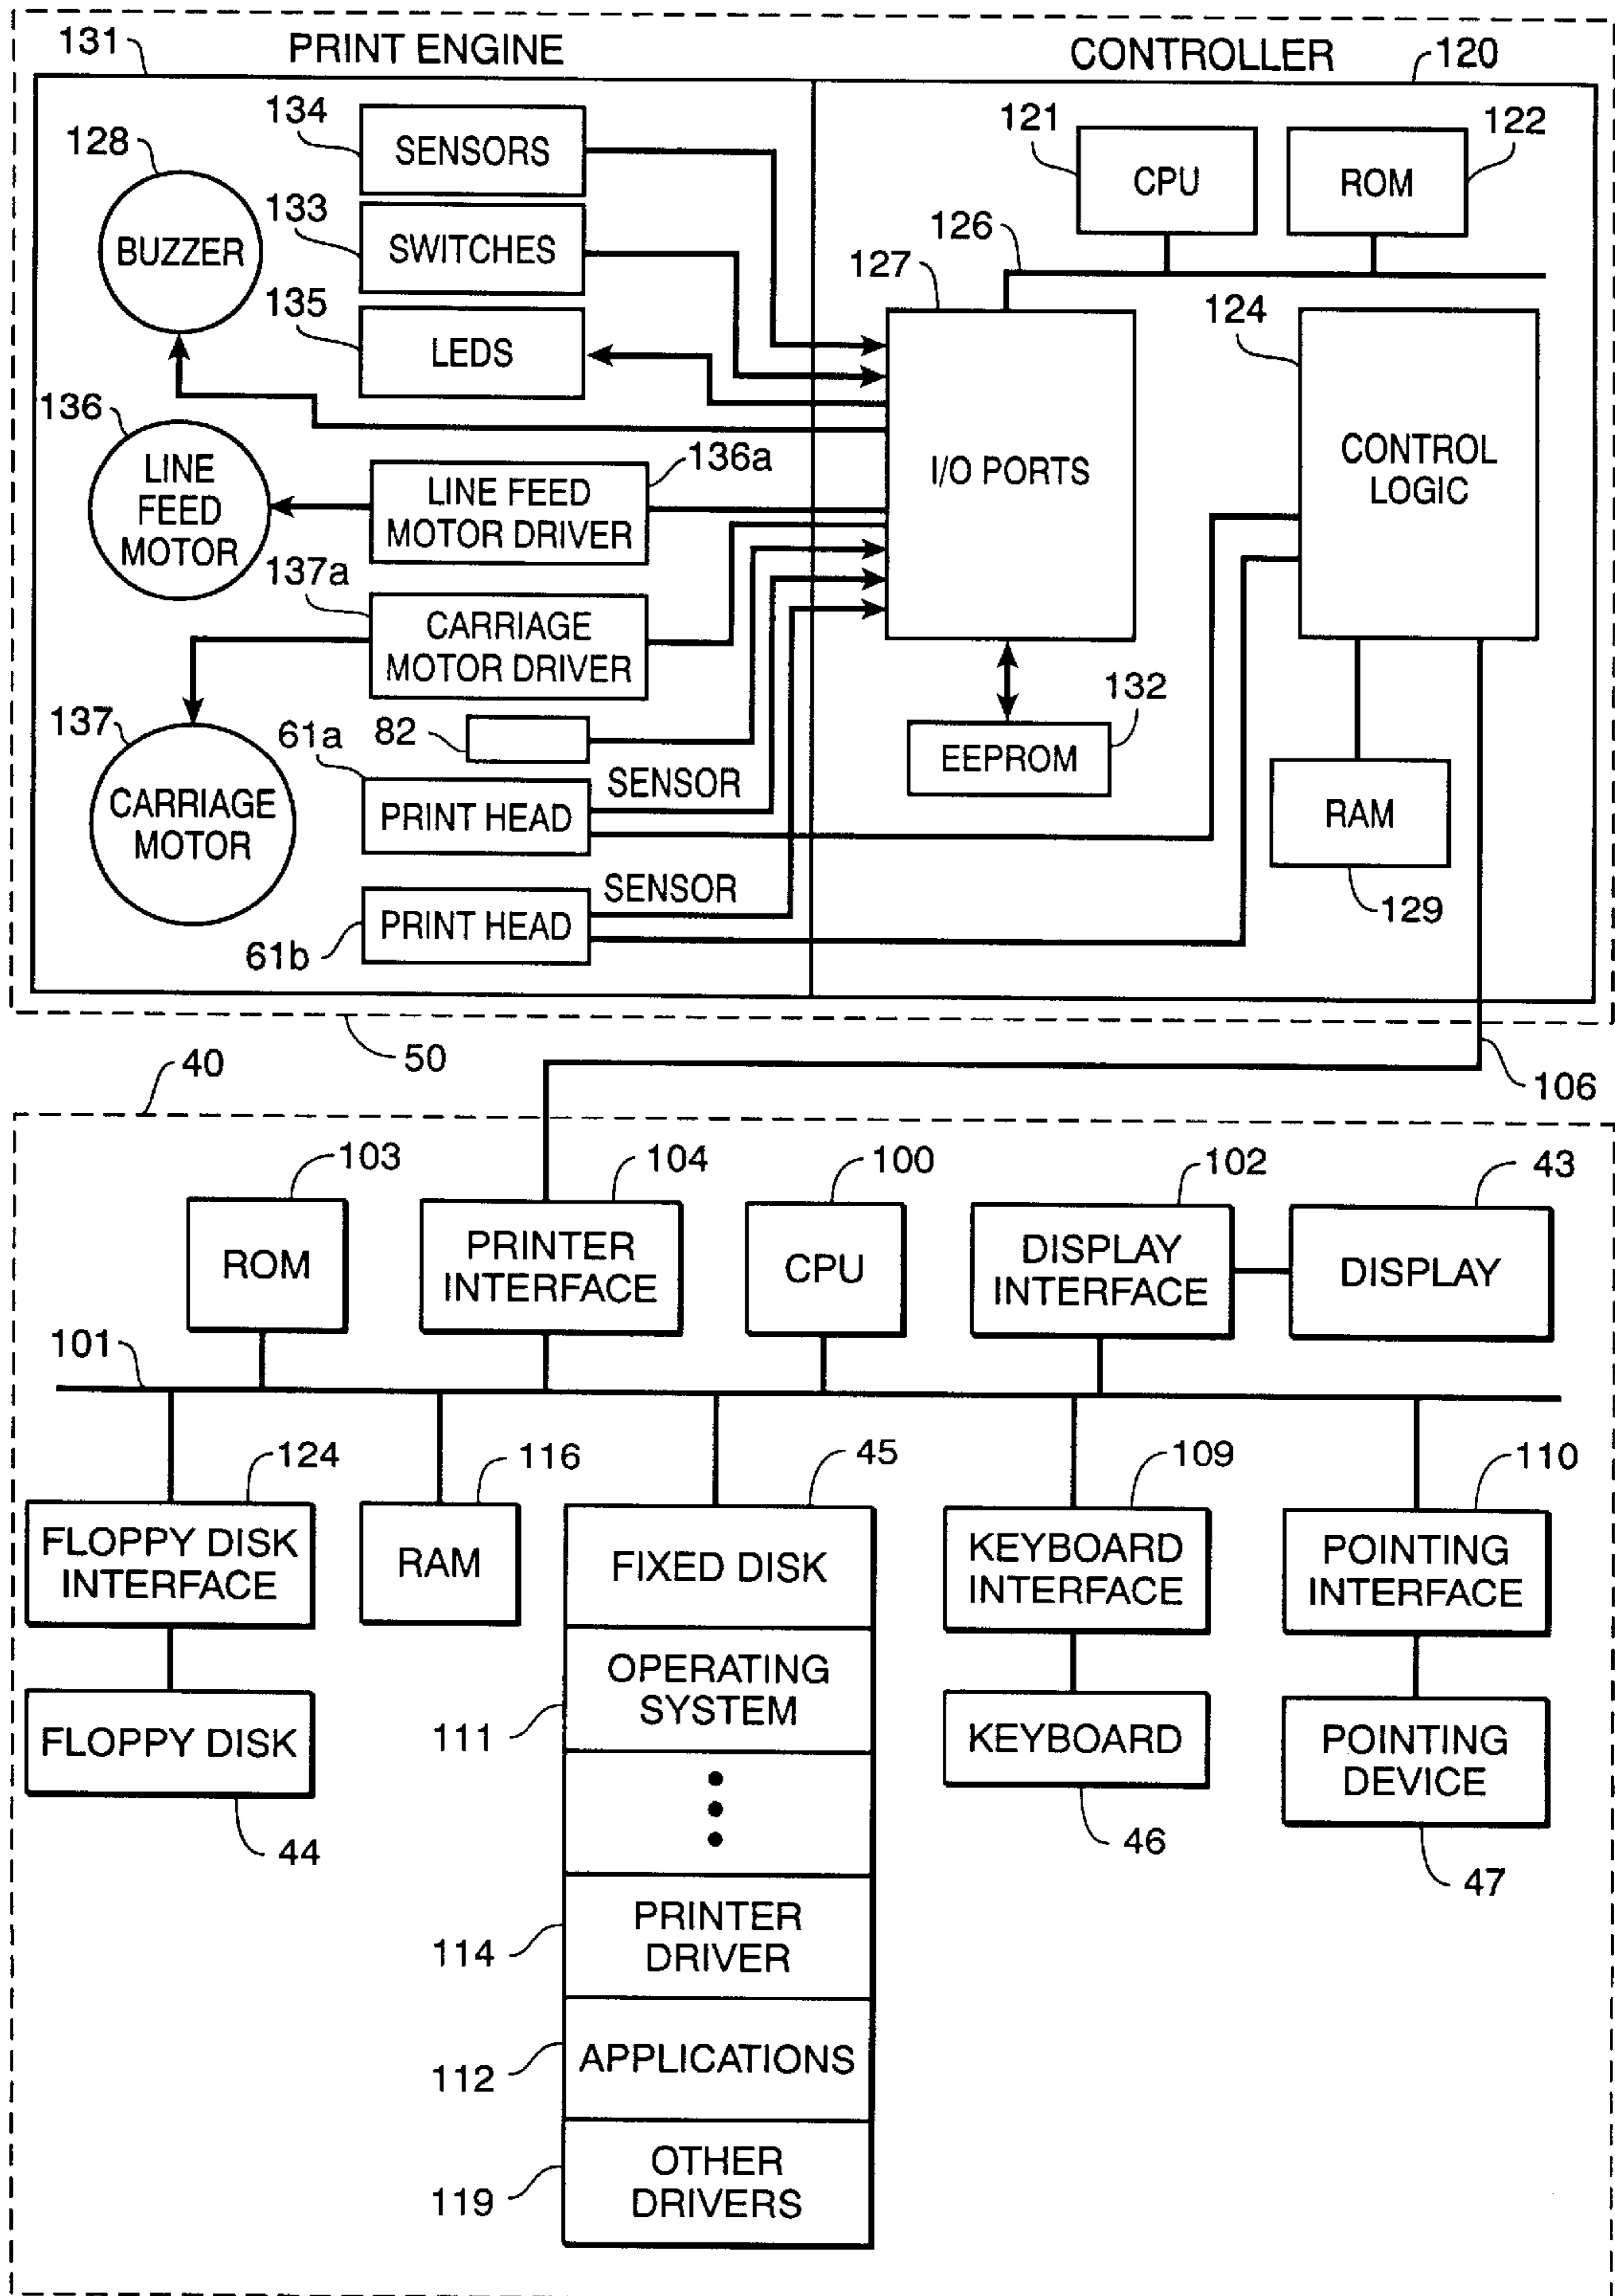 131
PRINT ENGINE
CONTROLLER
120
134
SENSORS
128
BUZZER
133
SWITCHES
135
LEDS
121
CPU
122
ROM
126
127
I/O PORTS
124
CONTROL
LOGIC
136
LINE
FEED
MOTOR
136a
LINE FEED
MOTOR DRIVER
137a
CARRIAGE
MOTOR DRIVER
137
CARRIAGE
MOTOR
82
61a
PRINT HEAD
SENSOR
SENSOR
PRINT HEAD
61b
132
EEPROM
RAM
129
50
40
106
103
ROM
104
PRINTER
INTERFACE
100
CPU
102
DISPLAY
INTERFACE
43
DISPLAY
101
124
FLOPPY DISK
INTERFACE
116
RAM
45
FIXED DISK
109
KEYBOARD
INTERFACE
110
POINTING
INTERFACE
OPERATING
SYSTEM
111
FLOPPY DISK
44
KEYBOARD
46
POINTING
DEVICE
47
PRINTER
DRIVER
114
APPLICATIONS
112
OTHER
DRIVERS
119